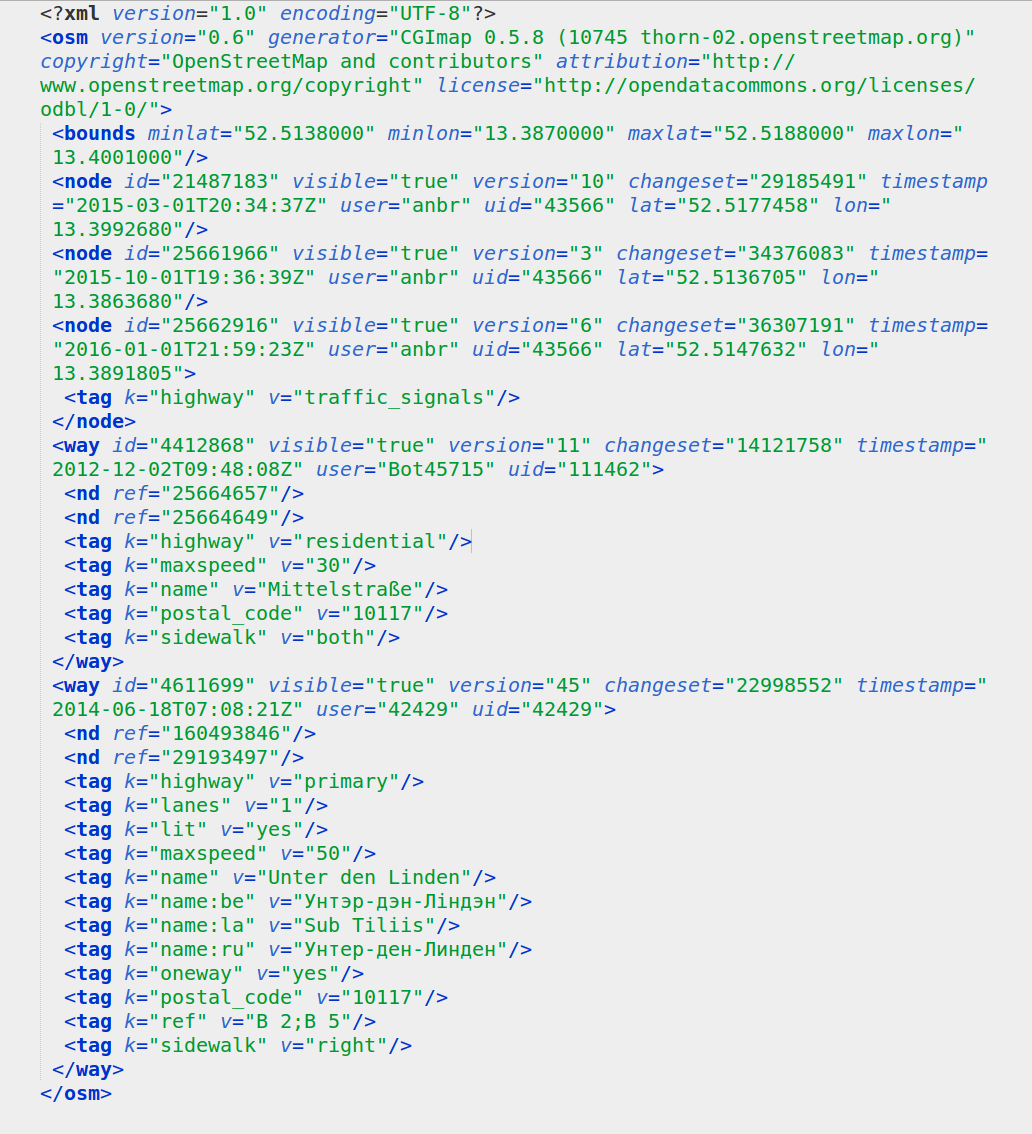 <?xml version="1.0" encoding="UTF-8"?>
<osm version="0.6" generator="CGImap 0.5.8 (10745 thorn-02.openstreetmap.org)"
copyright="OpenStreetMap and contributors" attribution="http://
www.openstreetmap.org/copyright" license="http://opendatacommons.org/licenses/
odbl/1-0/">
<bounds minlat="52.5138000" minlon="13.3870000" maxlat="52.5188000" maxlon="
13.4001000"/>
<node id="21487183" visible="true" version="10" changeset="29185491" timestamp
="2015-03-01T20:34:37Z" user="anbr" uid="43566" lat="52.5177458" lon="
13.3992680"/>
<node id="25661966" visible="true" version="3" changeset="34376083" timestamp=
"2015-10-01T19:36:39Z" user="anbr" uid="43566" lat="52.5136705" lon="
13.3863680"/>
<node id="25662916" visible="true" version="6" changeset="36307191" timestamp=
"2016-01-01T21:59:23Z" user="anbr" uid="43566" lat="52.5147632" lon="
13.3891805">
<tag k="highway" v="traffic_signals"/>
</node>
<way id="4412868" visible="true" version="11" changeset="14121758" timestamp="
2012-12-02T09:48:08Z" user="Bot45715" uid="111462">
<nd ref="25664657"/>
<nd ref="25664649"/>
<tag k="highway" v="residential"/>
<tag k="maxspeed" v="30"/>
<tag k="name" v="Mittelstraße"/>
<tag k="postal_code" v="10117"/>
<tag k="sidewalk" v="both"/>
</way>
<way id="4611699" visible="true" version="45" changeset="22998552" timestamp="
2014-06-18T07:08:21Z" user="42429" uid="42429">
<nd ref="160493846"/>
<nd ref="29193497"/>
<tag k="highway" v="primary"/>
<tag k="lanes" v="1"/>
<tag k="lit" v="yes"/>
<tag k="maxspeed" v="50"/>
<tag k="name" v="Unter den Linden"/>
<tag k="name:be" v="Унтэр-дэн-Ліндэн"/>
<tag k="name:la" v="Sub Tiliis"/>
<tag k="name:ru" v="Унтер-ден-Линден"/>
<tag k="oneway" v="yes"/>
<tag k="postal_code" v="10117"/>
<tag k="ref" v="B 2;B 5"/>
<tag k="sidewalk" v="right"/>
</way>
</osm>